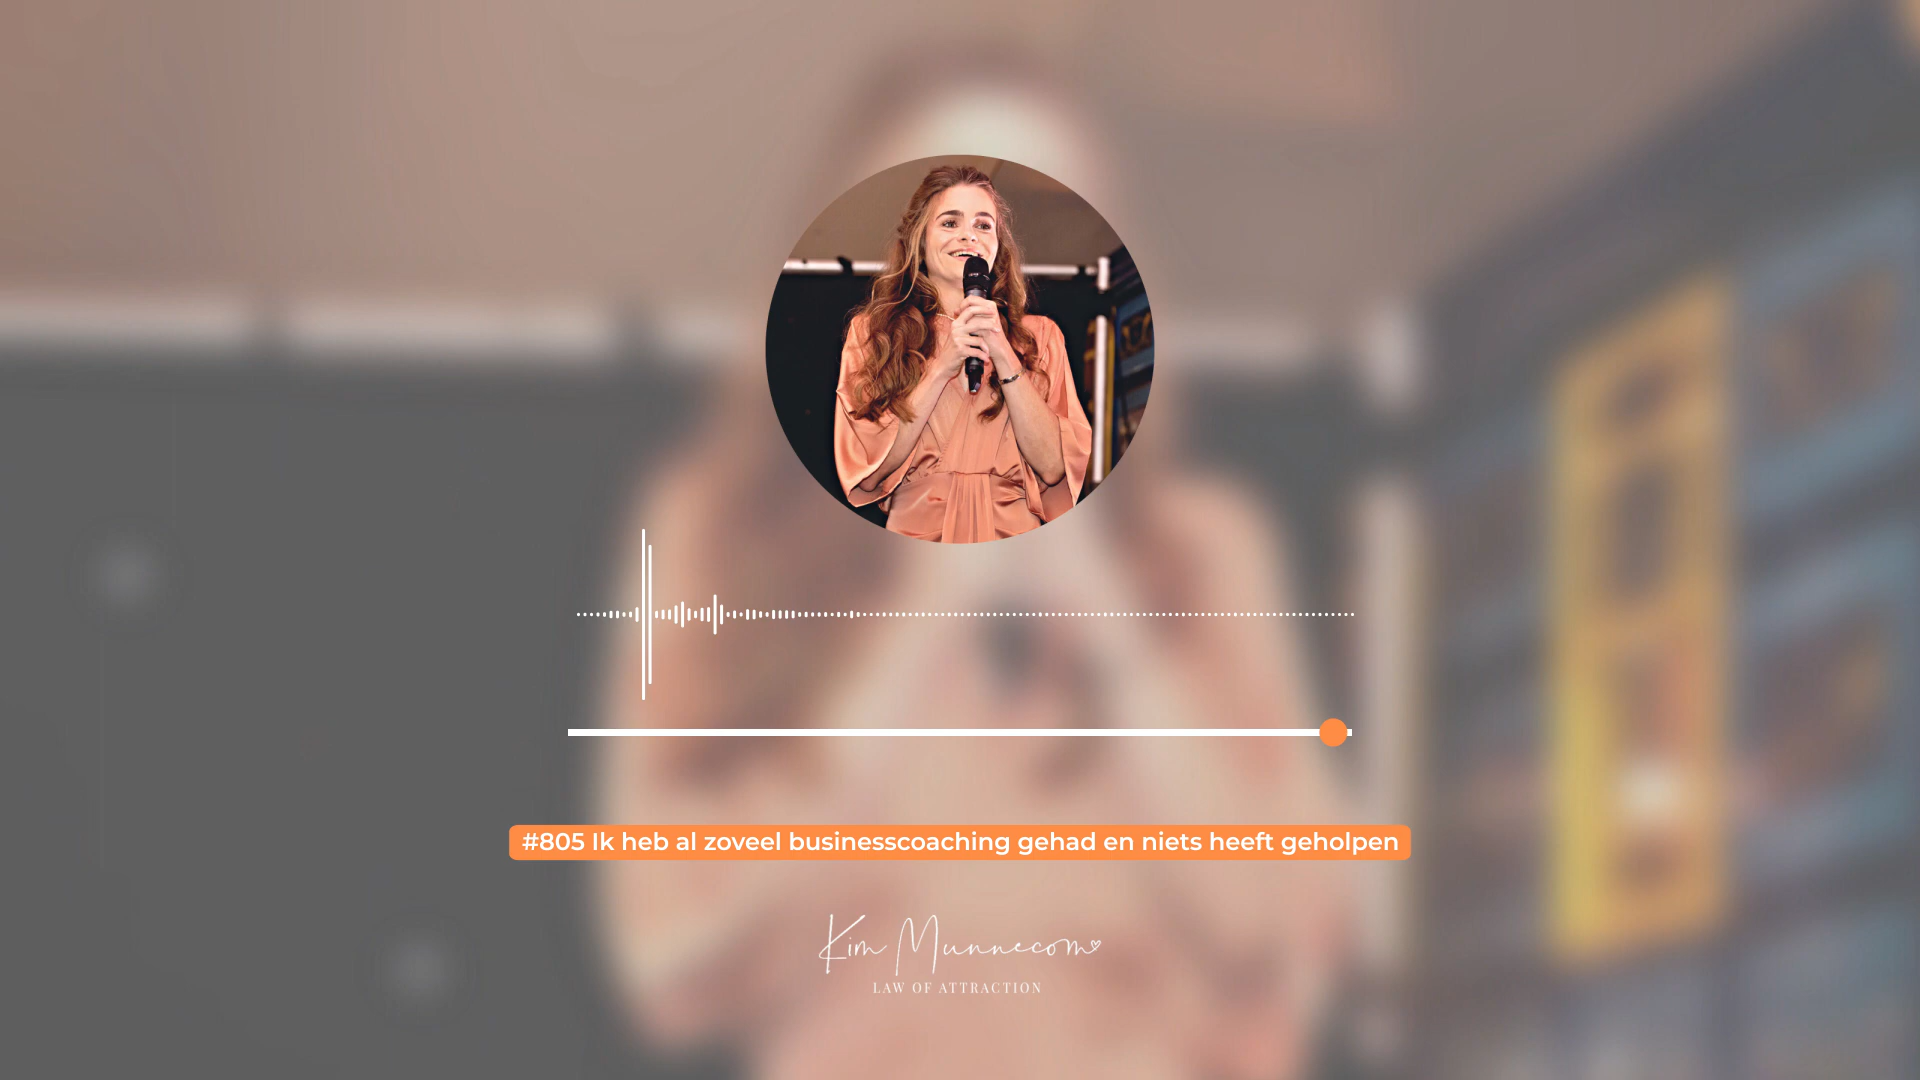 #805 Ik heb al zoveel businesscoaching gehad en niets heeft geholpen
Kim Munnecom
LAW OF ATTRACTION